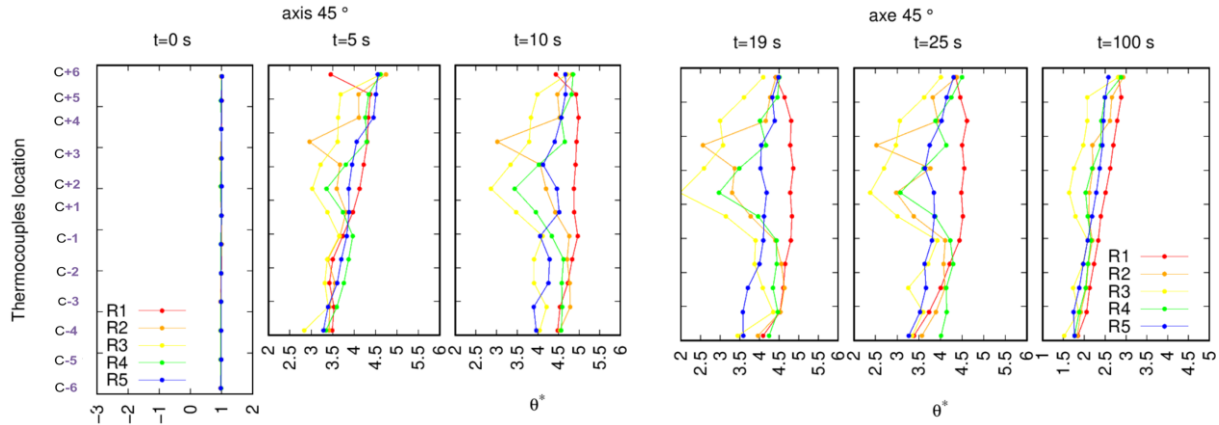 axis 45 º
axe 45 º
t=0 s
t=5 s
t=10 s
t=19 s
t=25 s
t=100 s
Thermocouples location
C+6
C+5
C+4
C+3
C+2
C+1
C-1
C-2
C-3
C-4
C-5
C-6
R1
R2
R3
R4
R5
R1
R2
R3
R4
R5
-3 -2 -1 0 1 2
2 2.5 3 3.5 4 4.5 5 5.5 6
2 2.5 3 3.5 4 4.5 5 5.5 6
2 2.5 3 3.5 4 4.5 5 5.5 6
2 2.5 3 3.5 4 4.5 5 5.5 6
1 1.5 2 2.5 3 3.5 4 4.5 5
θ*
θ*